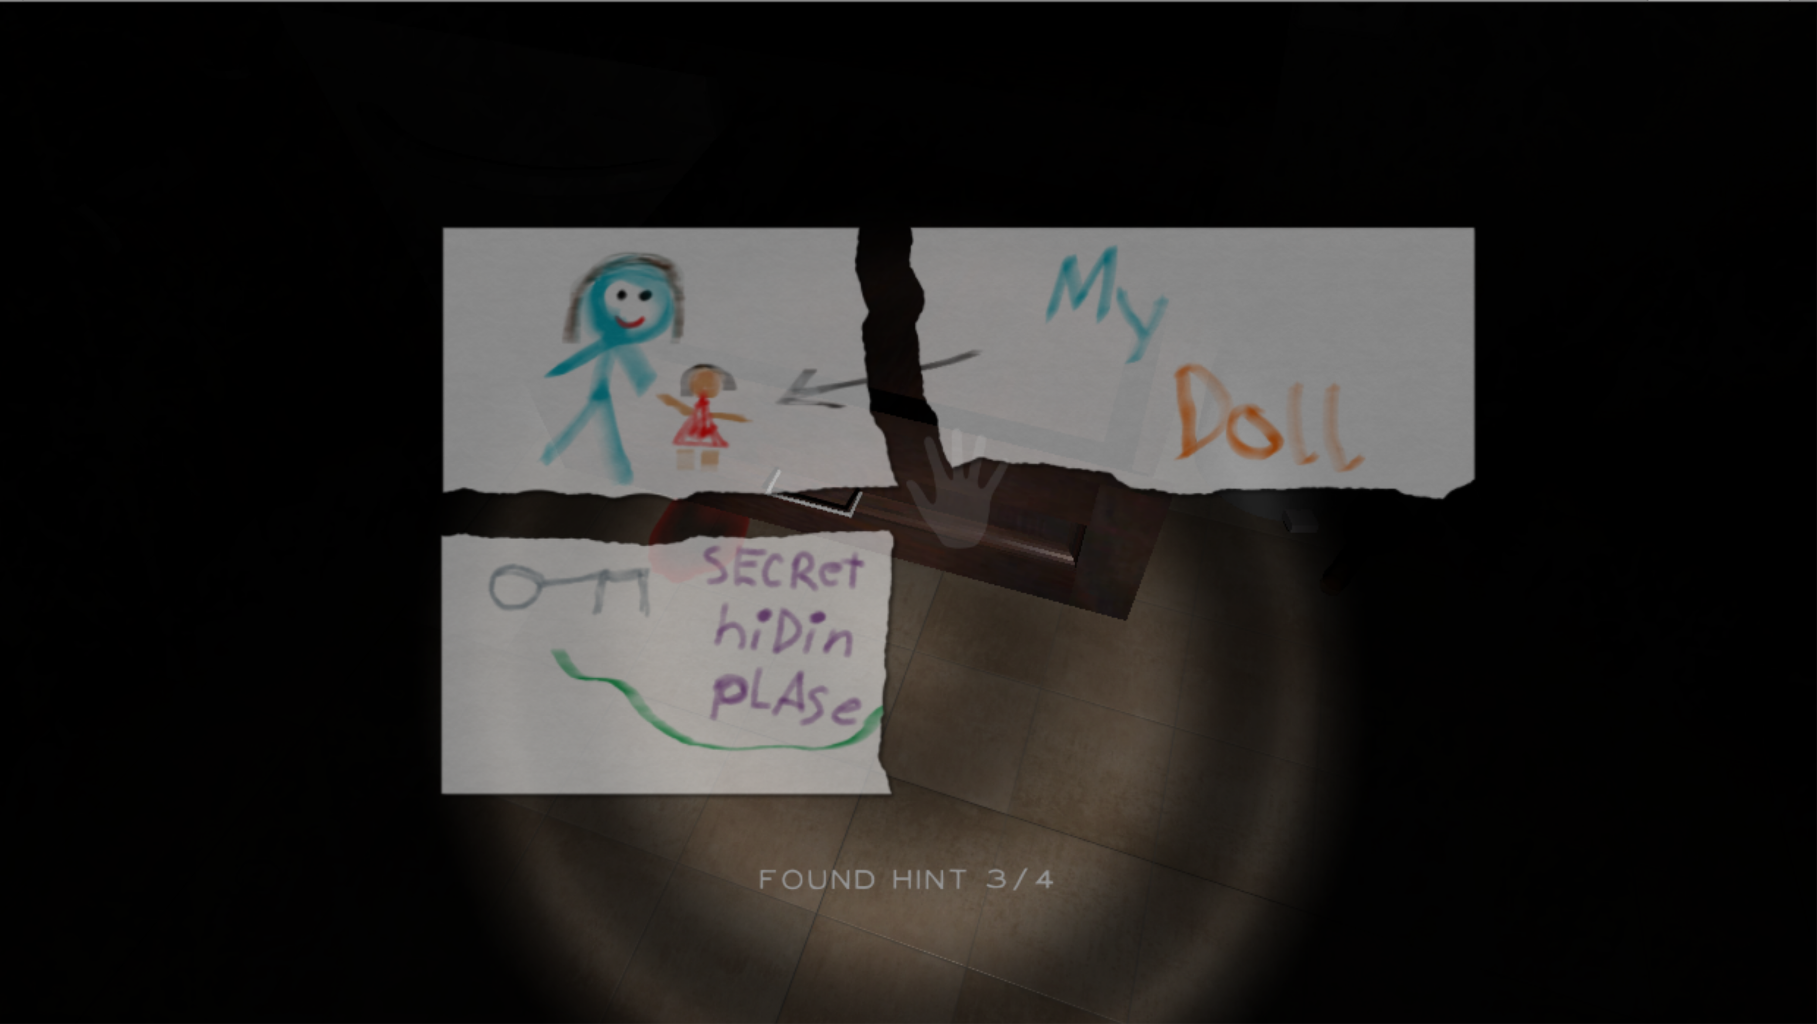 My
Doll
SECRet
hiDin
pLAse
FOUND HINT 3/4